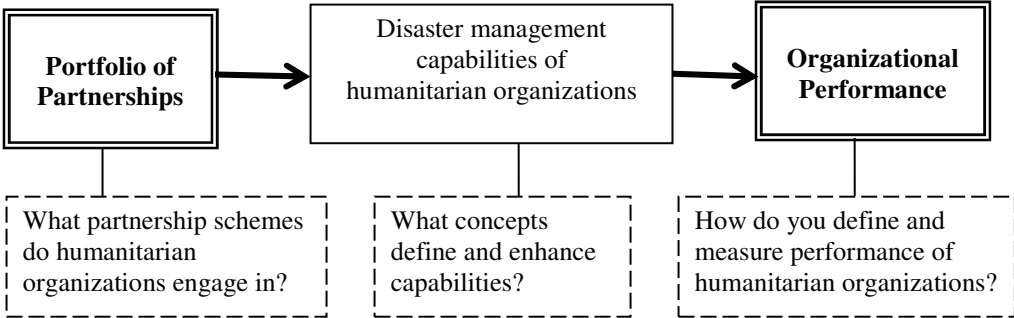 Portfolio of
Partnerships
Disaster management
capabilities of
humanitarian organizations
Organizational
Performance
What partnership schemes
do humanitarian
organizations engage in?
What concepts
define and enhance
capabilities?
How do you define and
measure performance of
humanitarian organizations?